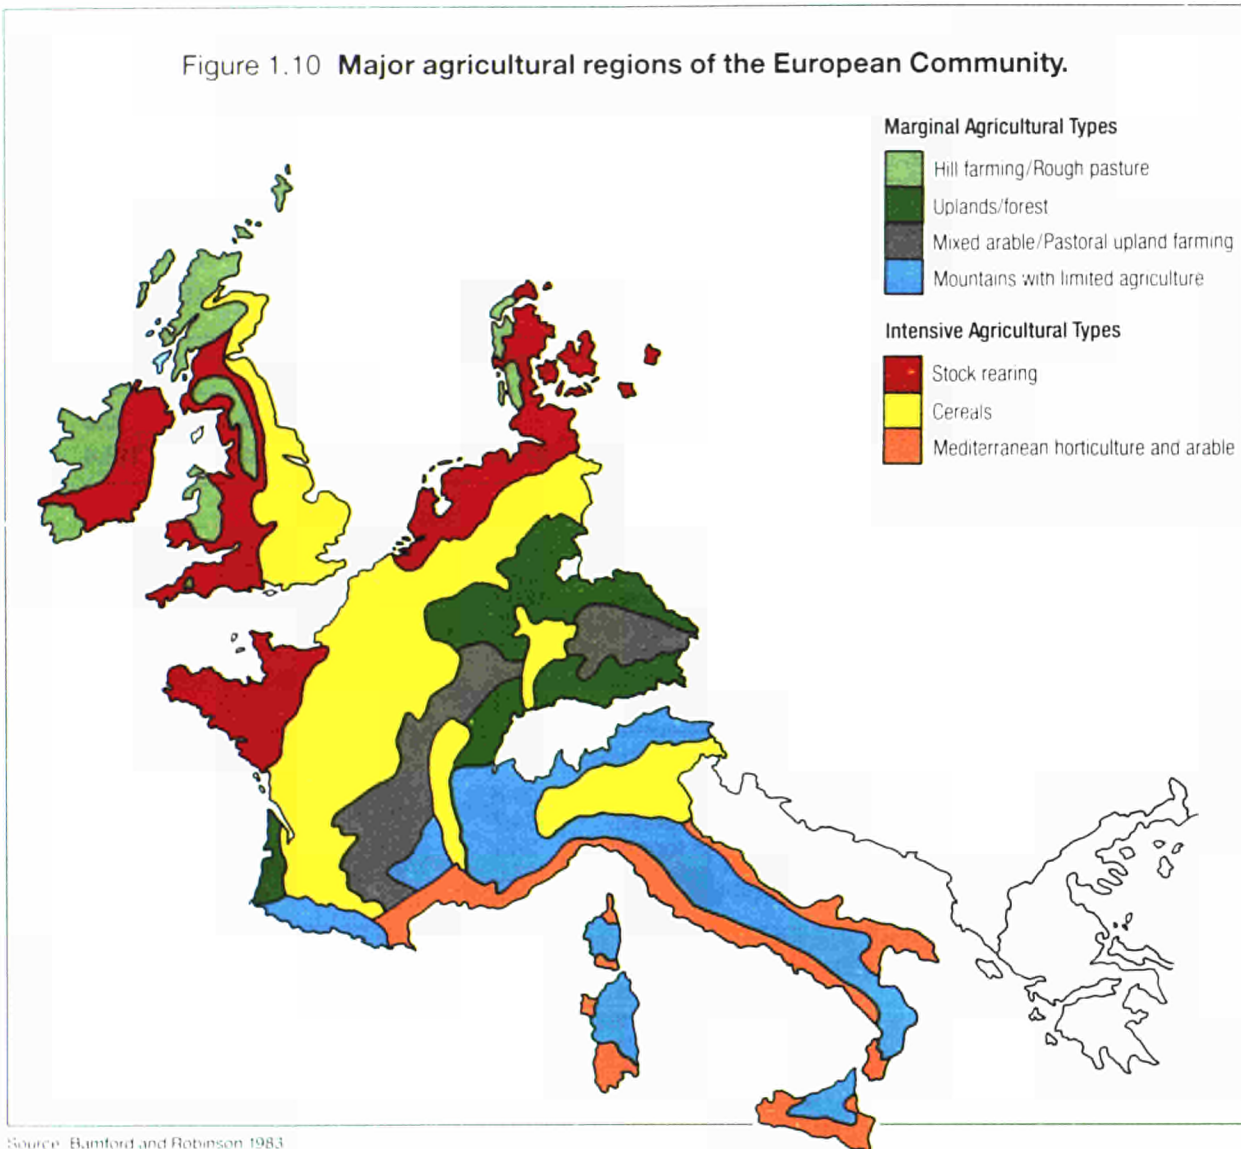 Figure 1.10 Major agricultural regions of the European Community.
Marginal Agricultural Types
Hill farming/Rough pasture
Uplands/forest
Mixed arable/Pastoral upland farming
Mountains with limited agriculture
Intensive Agricultural Types
Stock rearing
Cereals
Mediterranean horticulture and arable
Source: Bamford and Robinson 1983